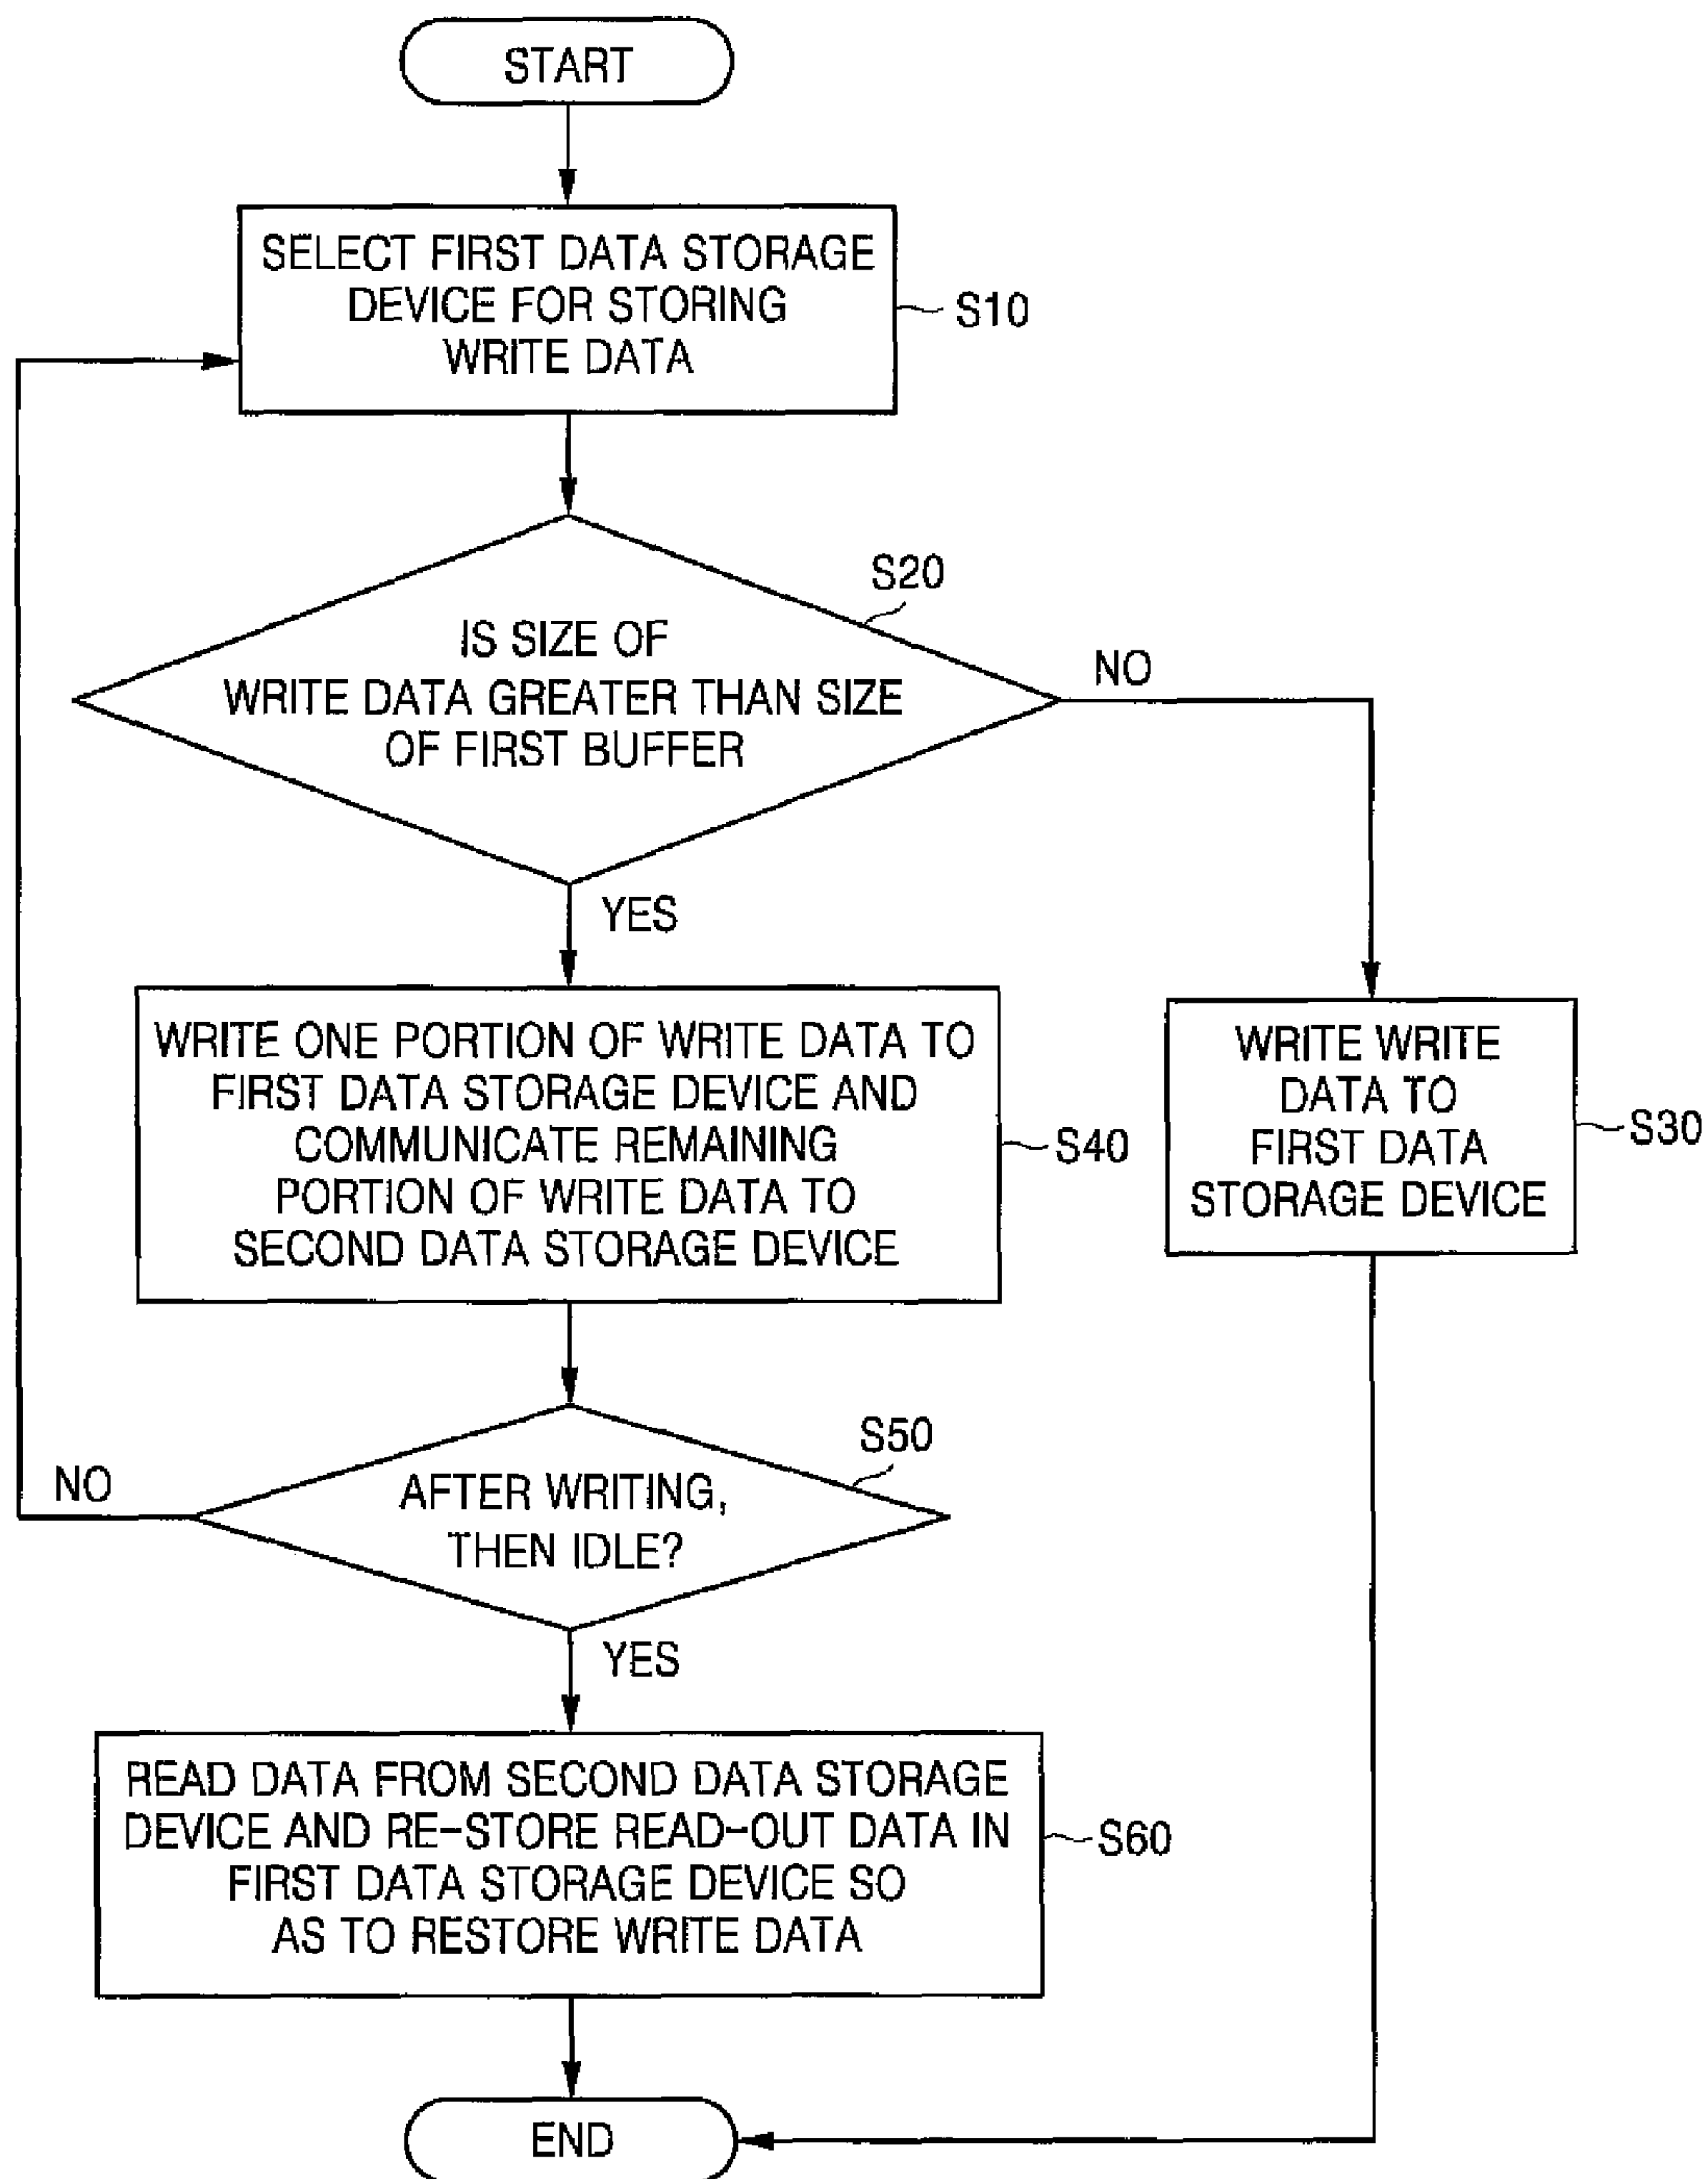 START
SELECT FIRST DATA STORAGE
DEVICE FOR STORING
WRITE DATA
S10
S20
IS SIZE OF
WRITE DATA GREATER THAN SIZE
OF FIRST BUFFER
NO
YES
WRITE ONE PORTION OF WRITE DATA TO
FIRST DATA STORAGE DEVICE AND
COMMUNICATE REMAINING
PORTION OF WRITE DATA TO
SECOND DATA STORAGE DEVICE
S40
WRITE WRITE
DATA TO
FIRST DATA
STORAGE DEVICE
S30
S50
AFTER WRITING,
THEN IDLE?
NO
YES
READ DATA FROM SECOND DATA STORAGE
DEVICE AND RE-STORE READ-OUT DATA IN
FIRST DATA STORAGE DEVICE SO
AS TO RESTORE WRITE DATA
S60
END